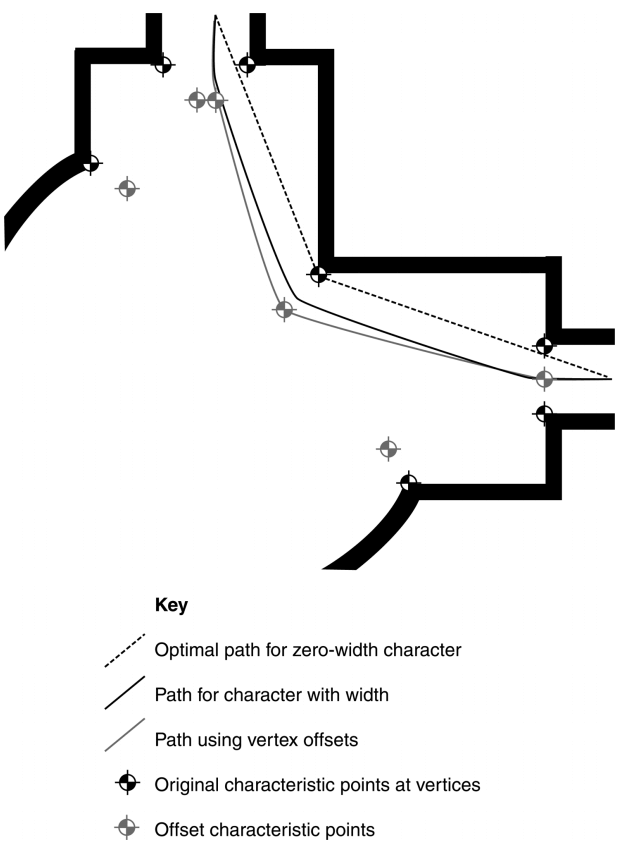 Key
Optimal path for zero-width character
Path for character with width
Path using vertex offsets
Original characteristic points at vertices
Offset characteristic points